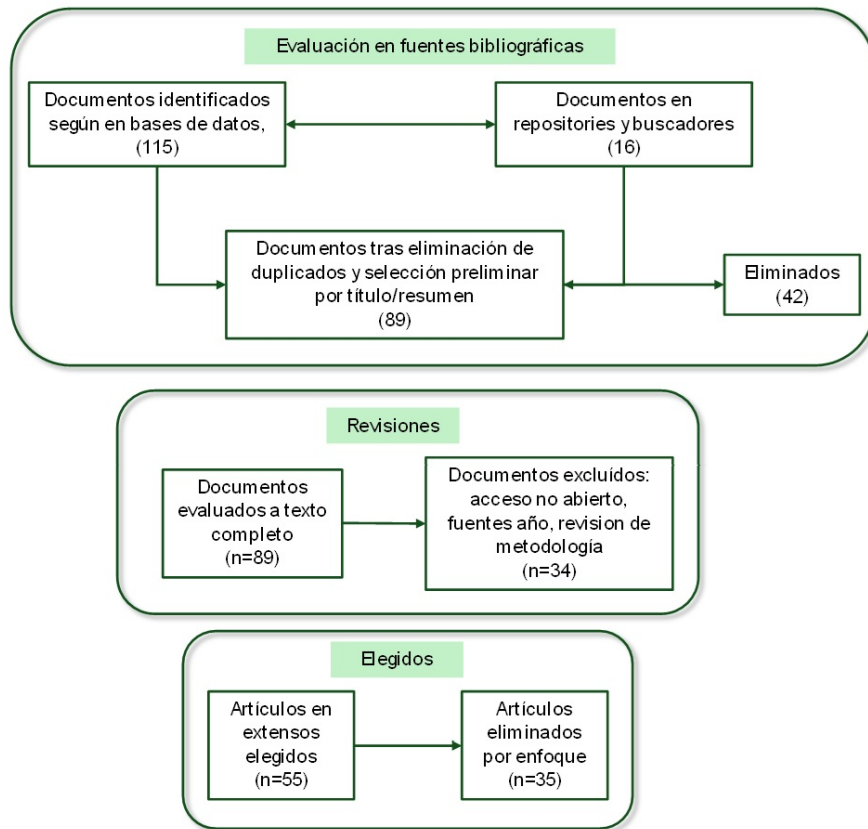 Evaluación en fuentes bibliográficas
Documentos identificados
según en bases de datos,
(115)
Documentos en
repositories y buscadores
(16)
Documentos tras eliminación de
duplicados y selección preliminar
por título/resumen
(89)
Eliminados
(42)
Revisiones
Documentos
evaluados a texto
completo
(n=89)
Documentos excluídos:
acceso no abierto,
fuentes año, revision de
metodología
(n=34)
Elegidos
Artículos en
extensos
elegidos
(n=55)
Artículos
eliminados
por enfoque
(n=35)